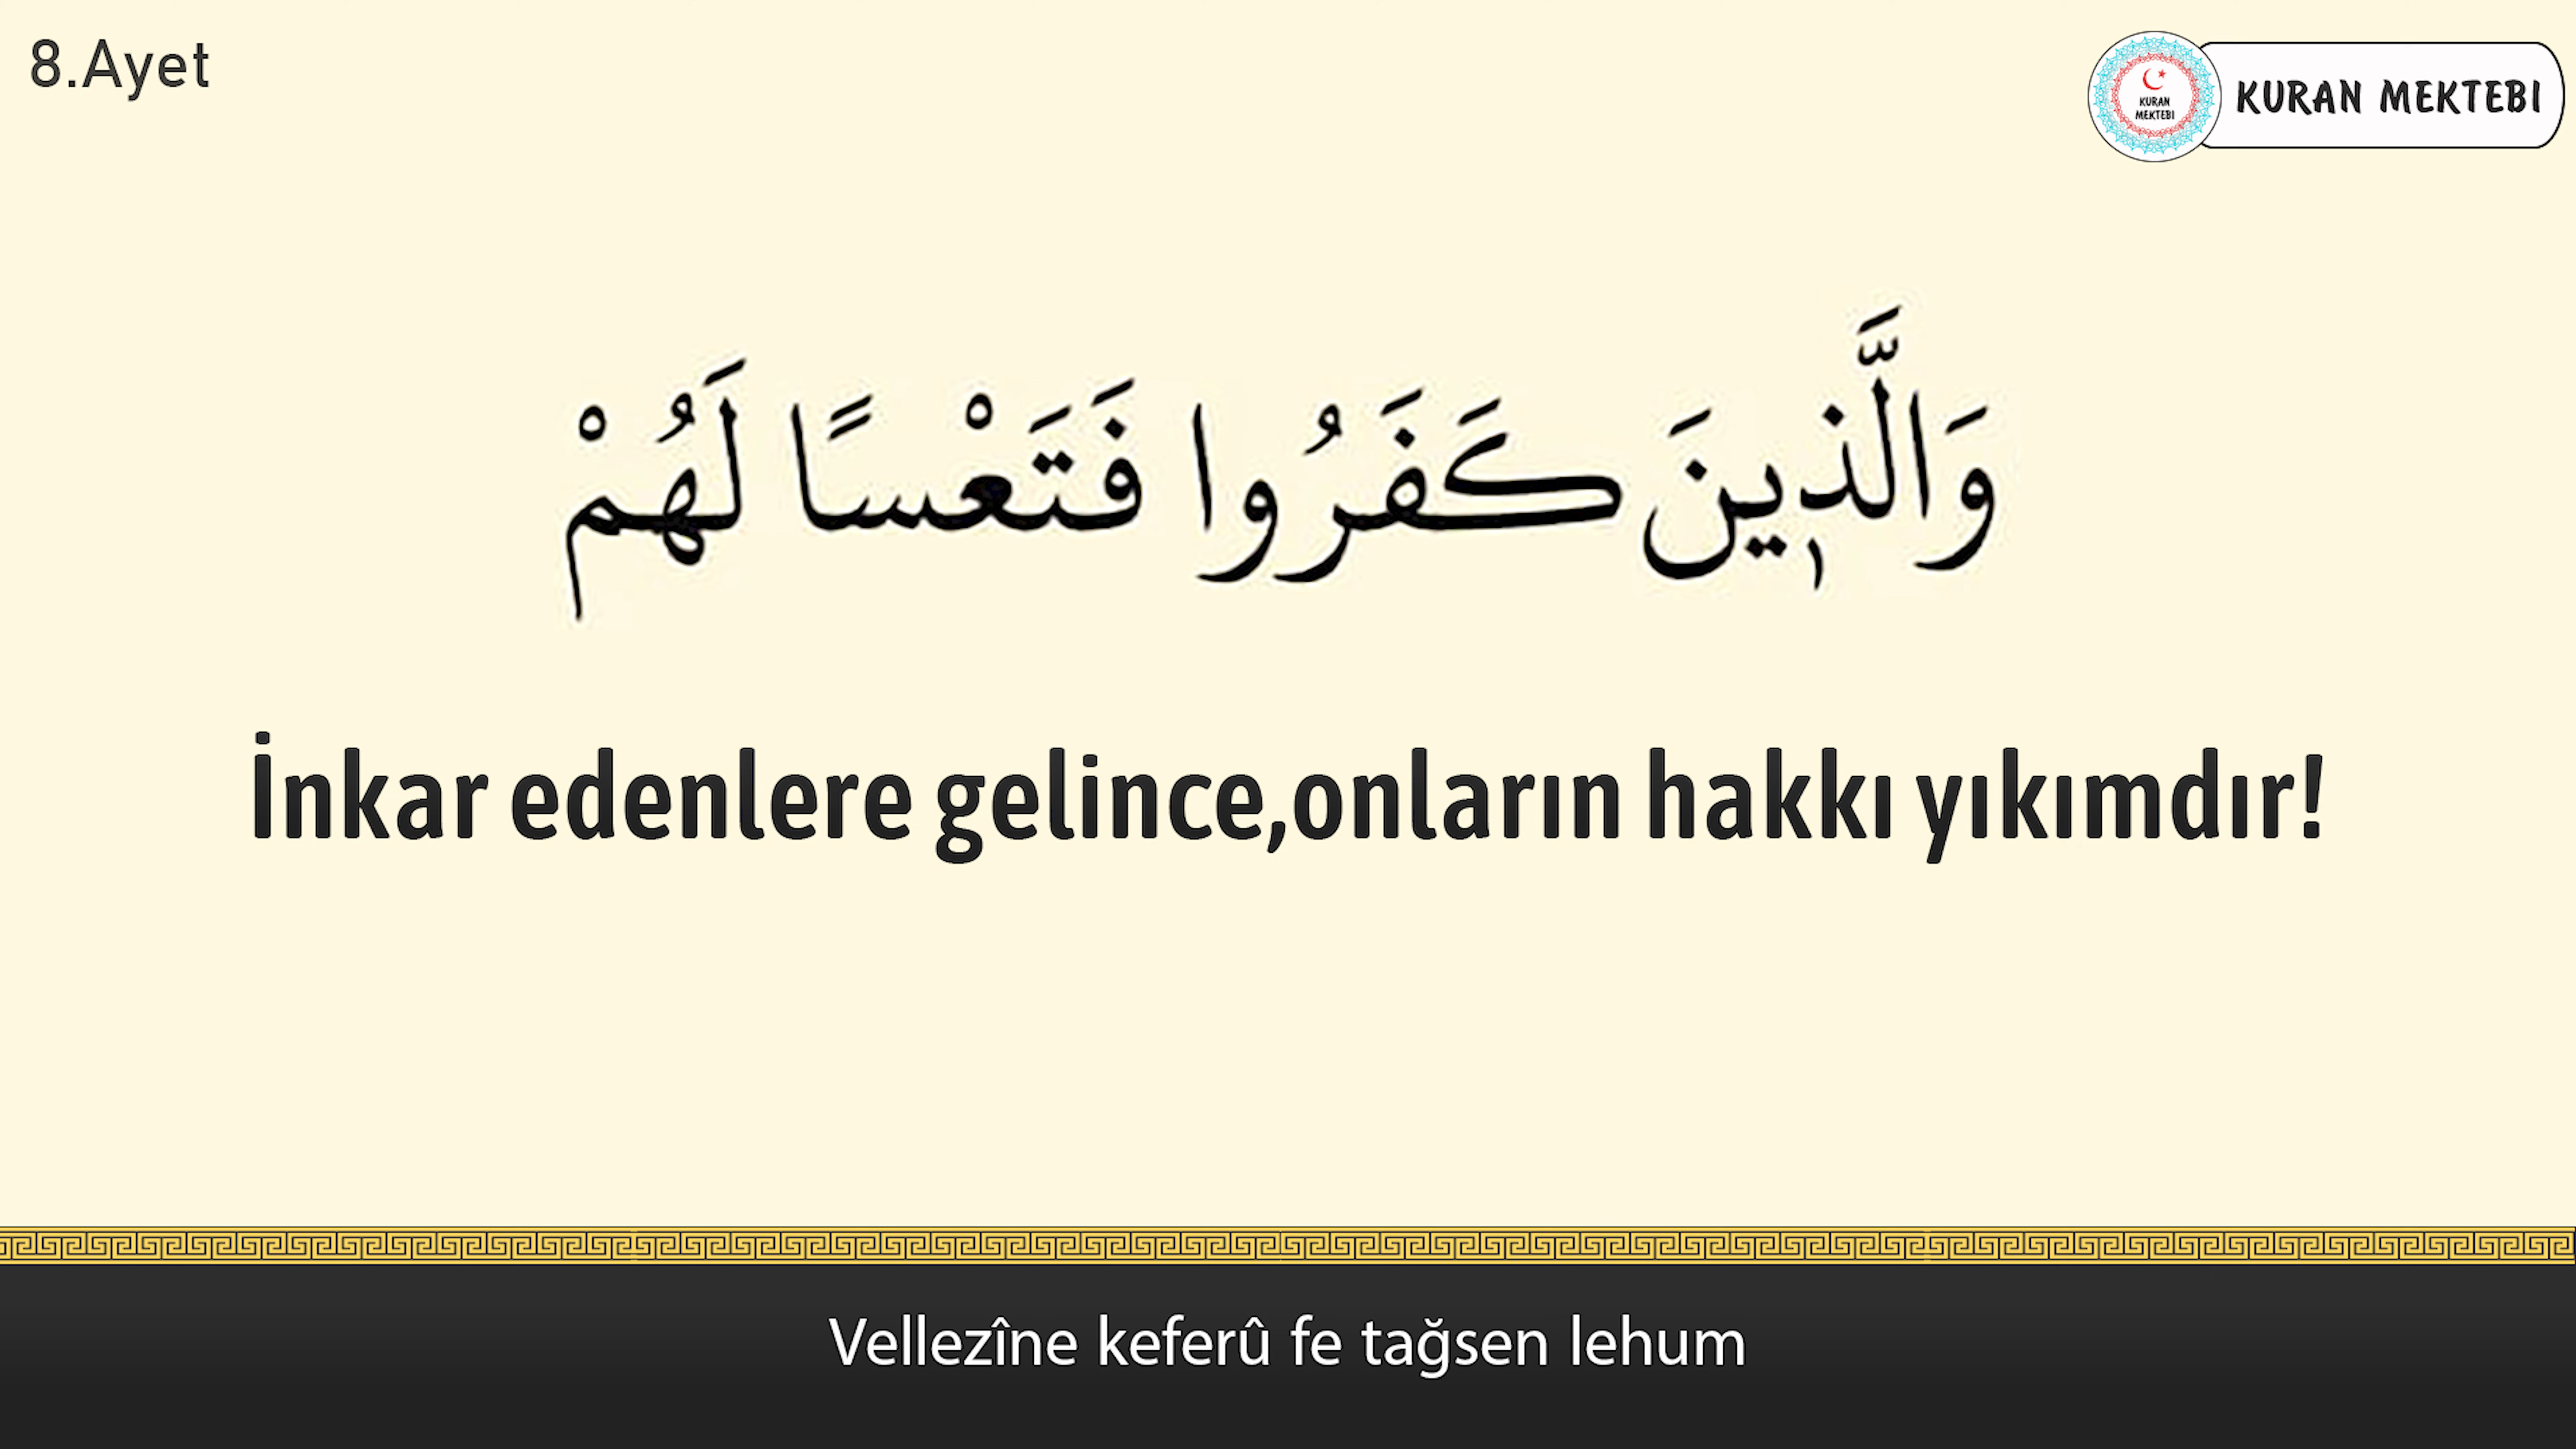 8.Ayet
KURAN
MEKTEBI
KURAN MEKTEBI
وَالَّذٖينَ كَفَرُوا فَتَعْسًا لَهُمْ
İnkar edenlere gelince,onların hakkı yıkımdır!
Vellezîne keferû fe tağsen lehum